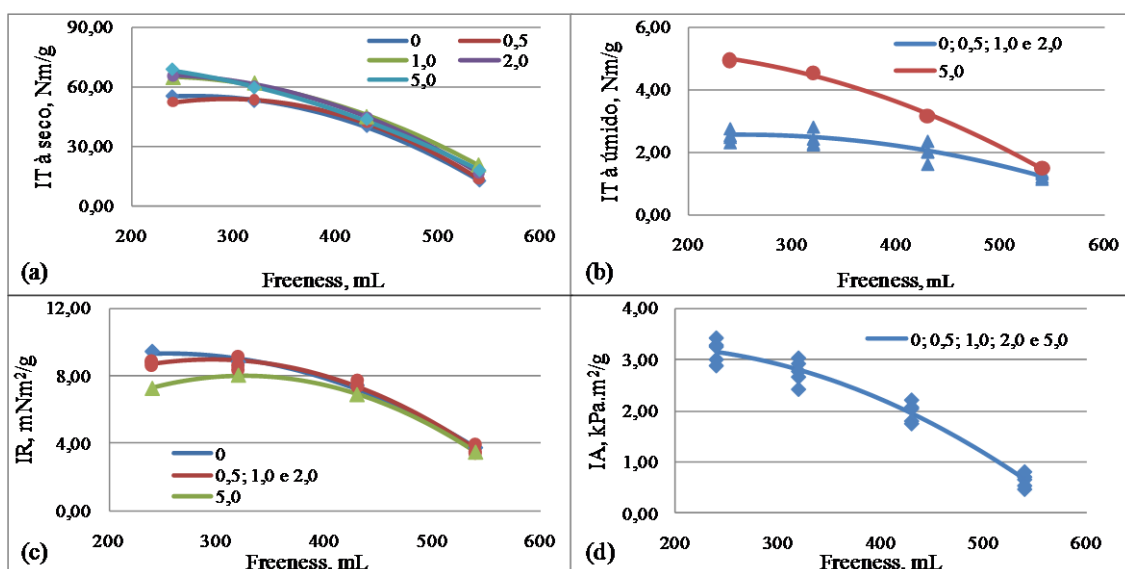 IT à seco, Nm/g
90,00
60,00
30,00
0,00
200 300 400 500 600
Freeness, mL
0 0,5
1,0 2,0
5,0
(a)
IT à úmido, Nm/g
6,00
4,00
2,00
0,00
200 300 400 500 600
Freeness, mL
0; 0,5; 1,0 e 2,0
5,0
(b)
IR, mNm²/g
12,00
8,00
4,00
0,00
200 300 400 500 600
Freeness, mL
0
0,5; 1,0 e 2,0
5,0
(c)
IA, kPa.m²/g
4,00
3,00
2,00
1,00
0,00
200 300 400 500 600
Freeness, mL
0; 0,5; 1,0; 2,0 e 5,0
(d)